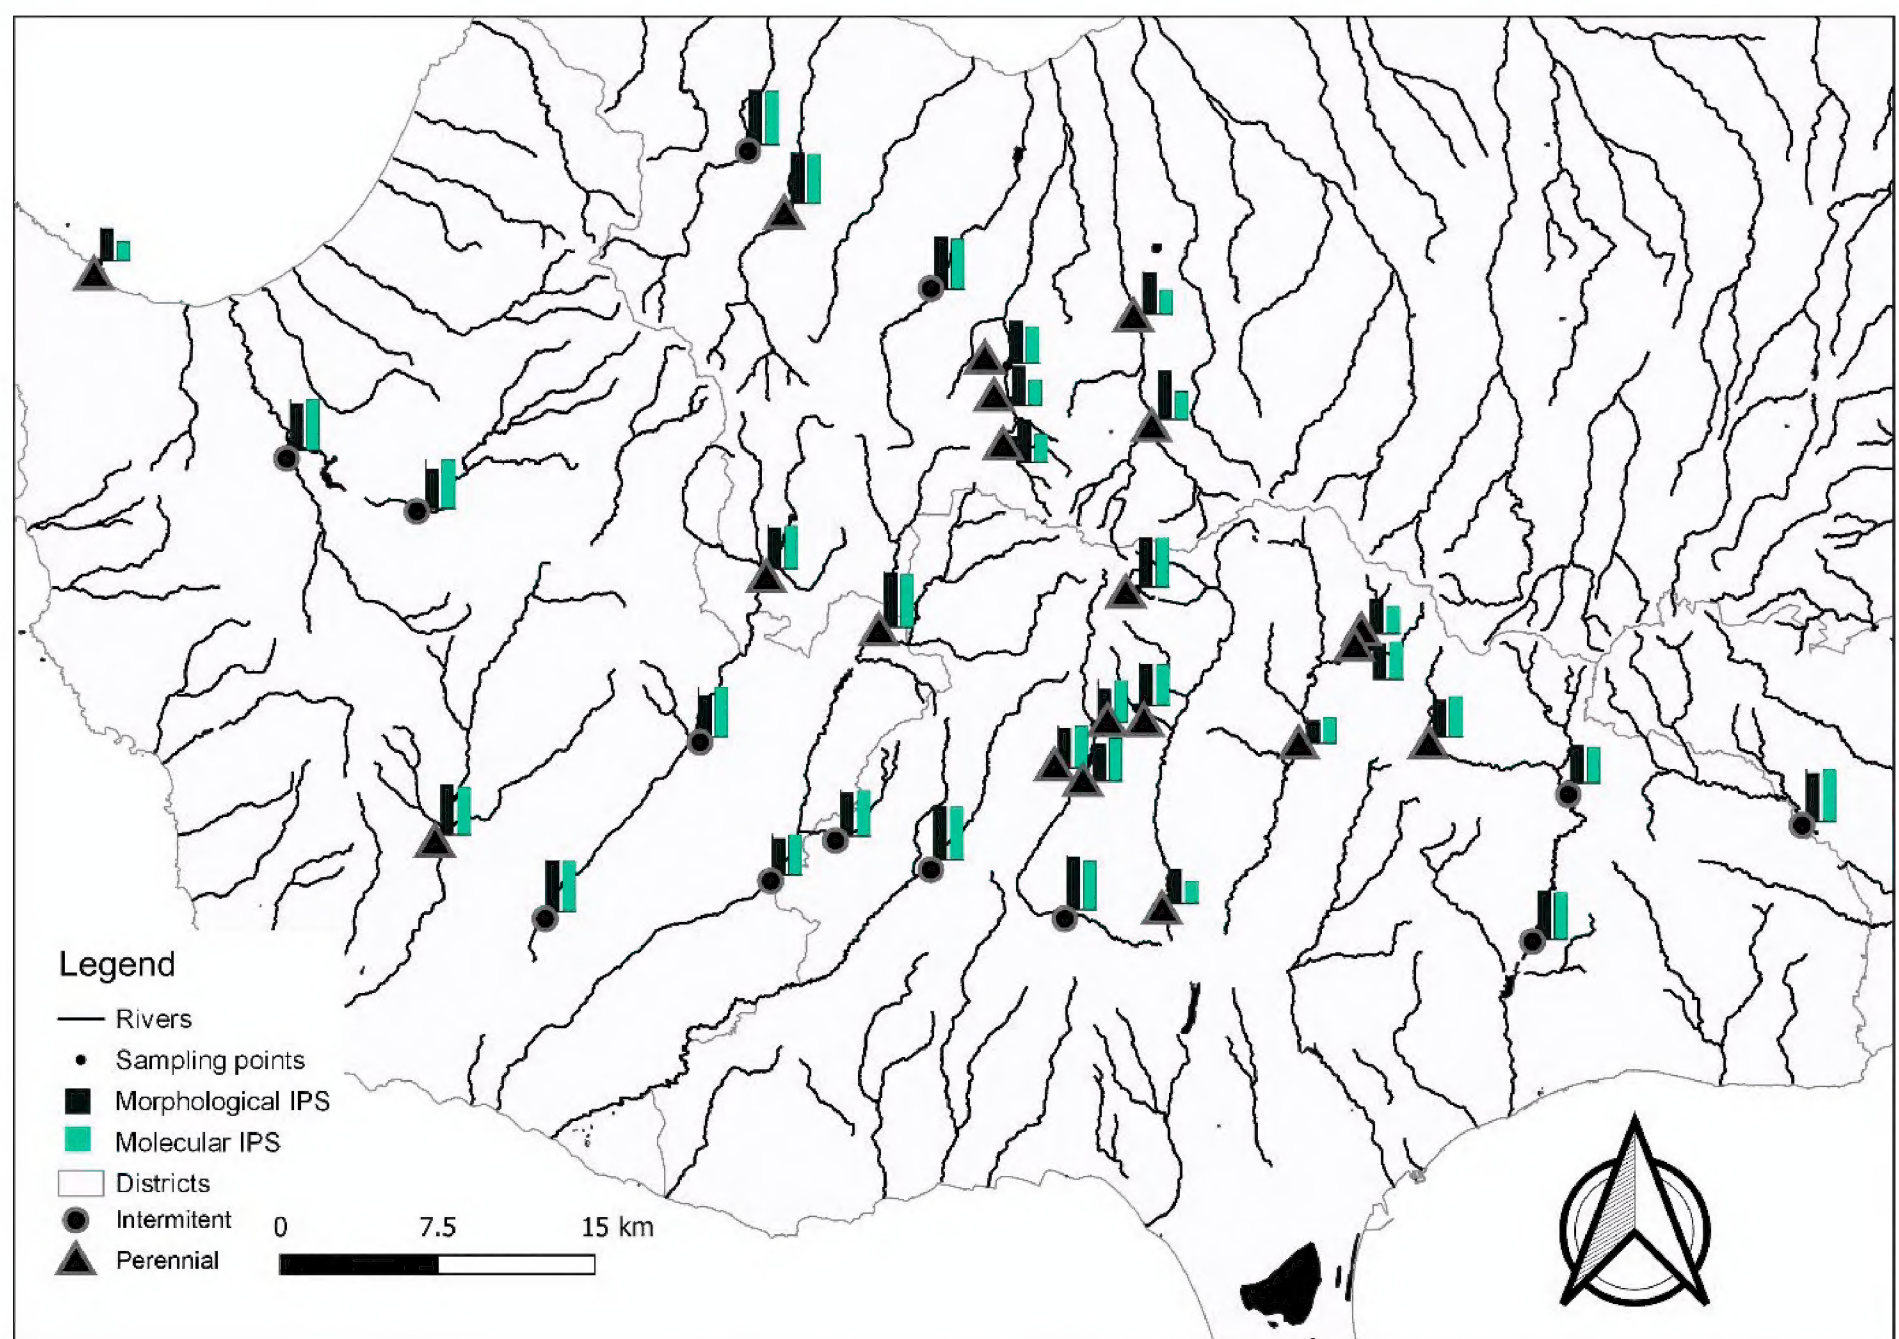 Legend
Rivers
Sampling points
Morphological IPS
Molecular IPS
Districts
Intermitent
Perennial
0 7.5 15 km